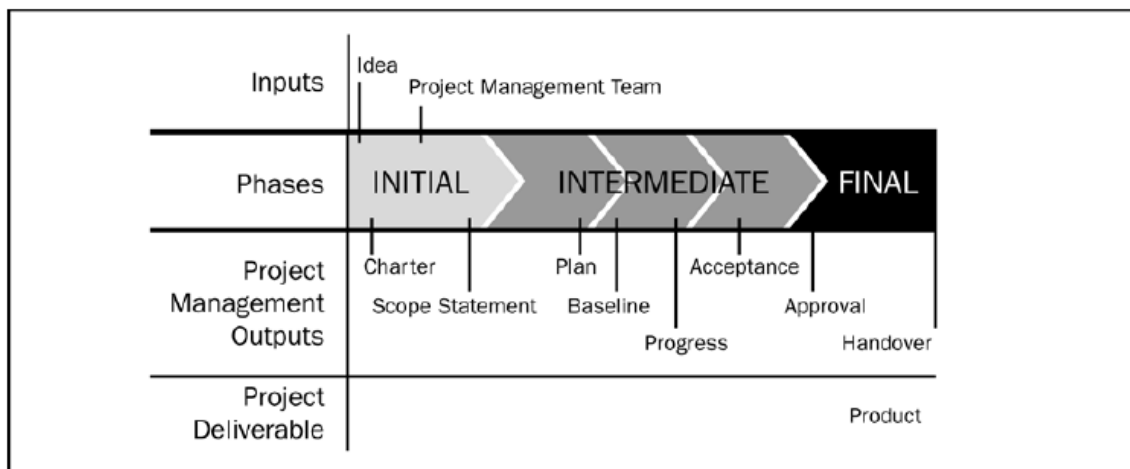 Inputs
Idea
Project Management Team
Phases
INITIAL
INTERMEDIATE
FINAL
Project
Management
Outputs
Charter
Scope Statement
Plan
Baseline
Progress
Acceptance
Approval
Handover
Project
Deliverable
Product